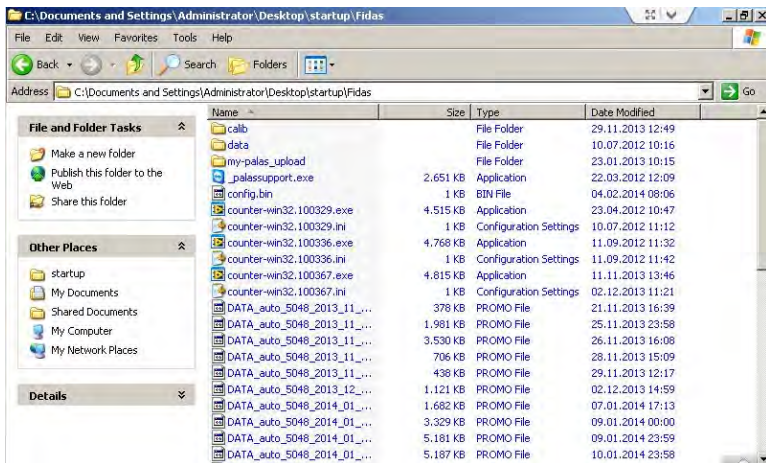 C:\Documents and Settings\Administrator\Desktop\startup\Fidas
File Edit View Favorites Tools Help
Back Search Folders
Address C:\Documents and Settings\Administrator\Desktop\startup\Fidas Go
File and Folder Tasks
Make a new folder
Publish this folder to the
Web
Share this folder
Other Places
startup
My Documents
Shared Documents
My Computer
My Network Places
Details
Name Size Type Date Modified
calib File Folder 29.11.2013 12:49
data File Folder 10.07.2012 10:16
my-palas_upload File Folder 23.01.2013 10:15
_palassupport.exe 2.651 KB Application 22.03.2012 12:09
config.bin 1 KB BIN File 04.02.2014 08:06
counter-win32.100329.exe 4.515 KB Application 23.04.2012 10:47
counter-win32.100329.ini 1 KB Configuration Settings 10.07.2012 11:12
counter-win32.100336.exe 4.768 KB Application 11.09.2012 11:32
counter-win32.100336.ini 1 KB Configuration Settings 11.09.2012 11:42
counter-win32.100367.exe 4.815 KB Application 11.11.2013 13:46
counter-win32.100367.ini 1 KB Configuration Settings 02.12.2013 11:21
DATA_auto_5048_2013_11_... 378 KB PROMO File 21.11.2013 16:39
DATA_auto_5048_2013_11_... 1.981 KB PROMO File 25.11.2013 23:58
DATA_auto_5048_2013_11_... 3.530 KB PROMO File 26.11.2013 16:08
DATA_auto_5048_2013_11_... 706 KB PROMO File 28.11.2013 15:09
DATA_auto_5048_2013_11_... 438 KB PROMO File 29.11.2013 12:17
DATA_auto_5048_2013_12_... 1.121 KB PROMO File 02.12.2013 14:59
DATA_auto_5048_2014_01_... 1.682 KB PROMO File 07.01.2014 17:13
DATA_auto_5048_2014_01_... 3.329 KB PROMO File 09.01.2014 00:00
DATA_auto_5048_2014_01_... 5.181 KB PROMO File 09.01.2014 23:59
DATA_auto_5048_2014_01_... 5.187 KB PROMO File 10.01.2014 23:58